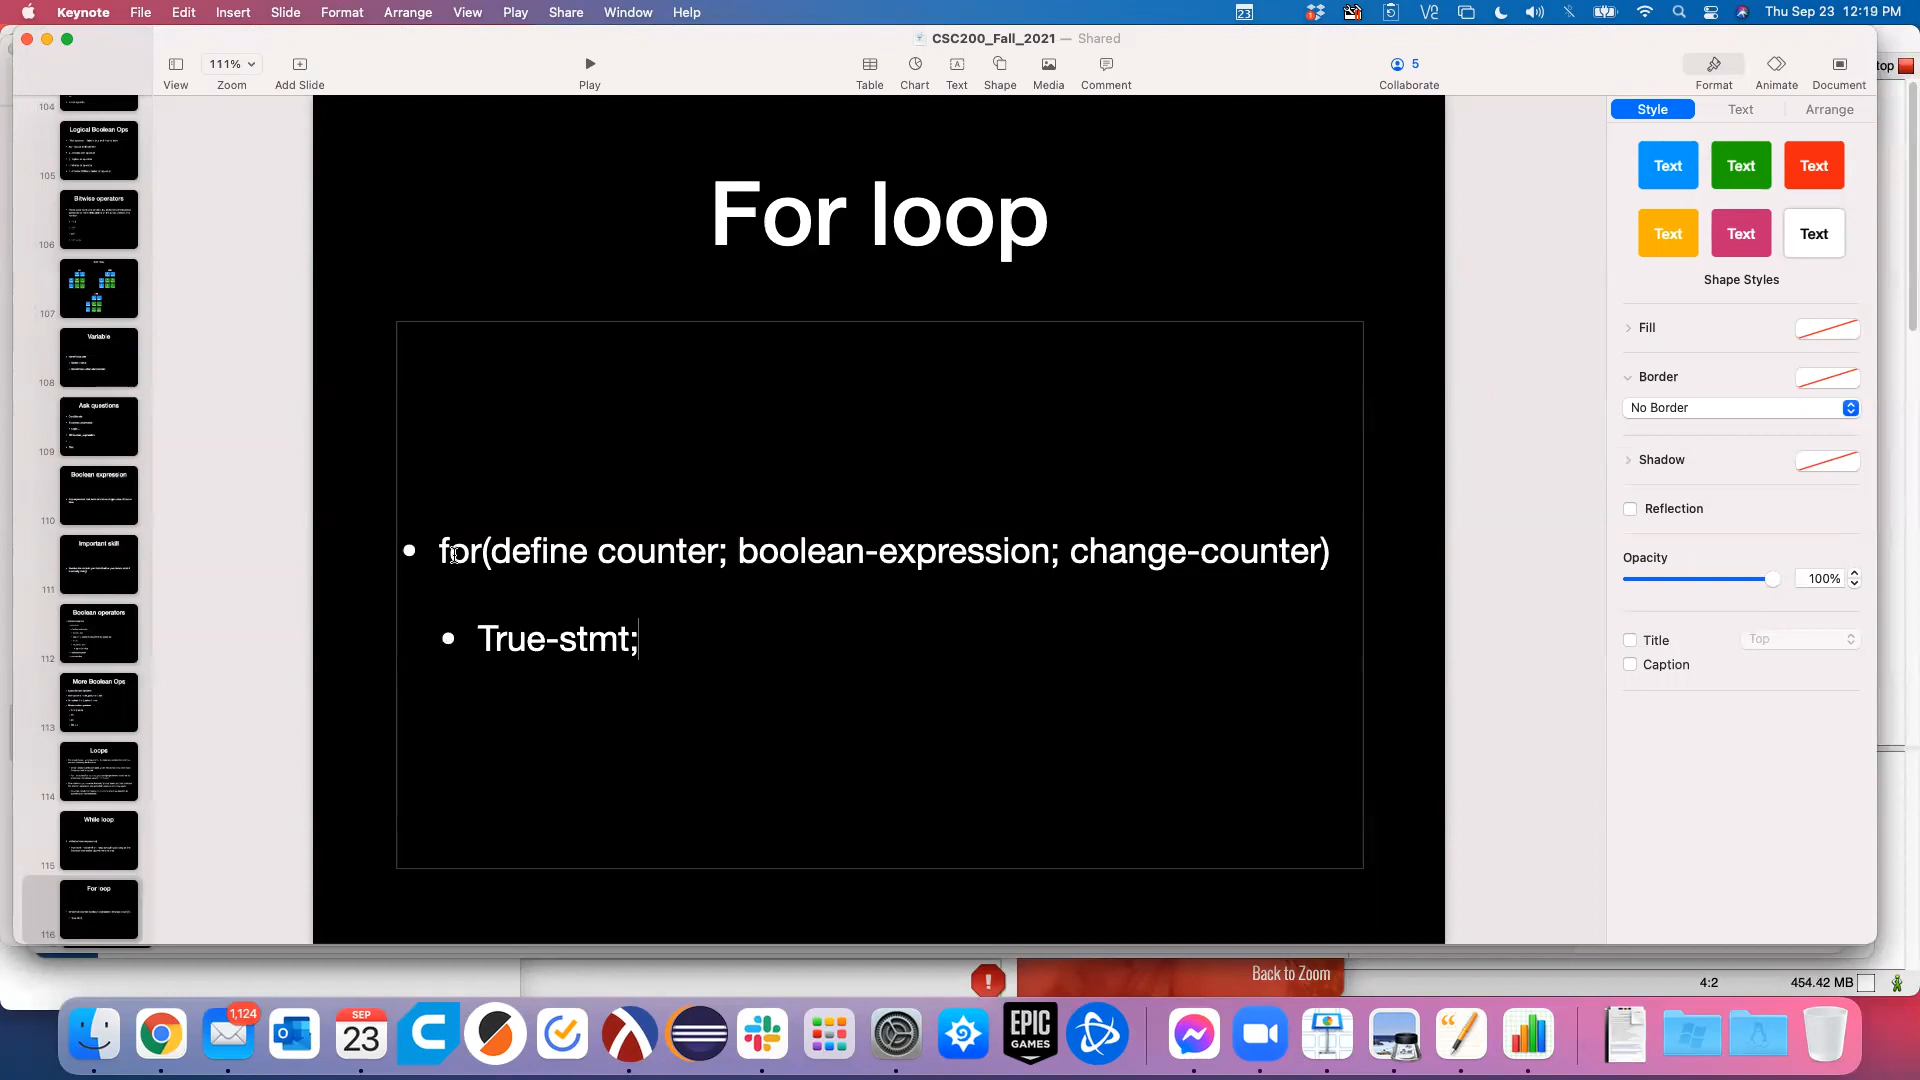 Keynote File Edit Insert Slide Format Arrange View Play Share Window Help
23 Thu Sep 23 12:19 PM
CSC200_Fall_2021 — Shared
111%
5
View Zoom Add Slide Play Table Chart Text Shape Media Comment Collaborate Format Animate Document
top
Style Text Arrange
Text Text Text
Text Text Text
Shape Styles
Fill
Border
No Border
Shadow
Reflection
Opacity
100%
Title Top
Caption
104
Logical Boolean Ops
105
Bitwise operators
106
107
Variable
108
Ask questions
109
Boolean expression
110
Important skill
111
Boolean operators
112
More Boolean Ops
113
Loops
114
While loop
115
For loop
116
For loop
• for(define counter; boolean-expression; change-counter)
• True-stmt;
Back to Zoom
4:2 454.42 MB
1,124
SEP
23
EPIC
GAMES